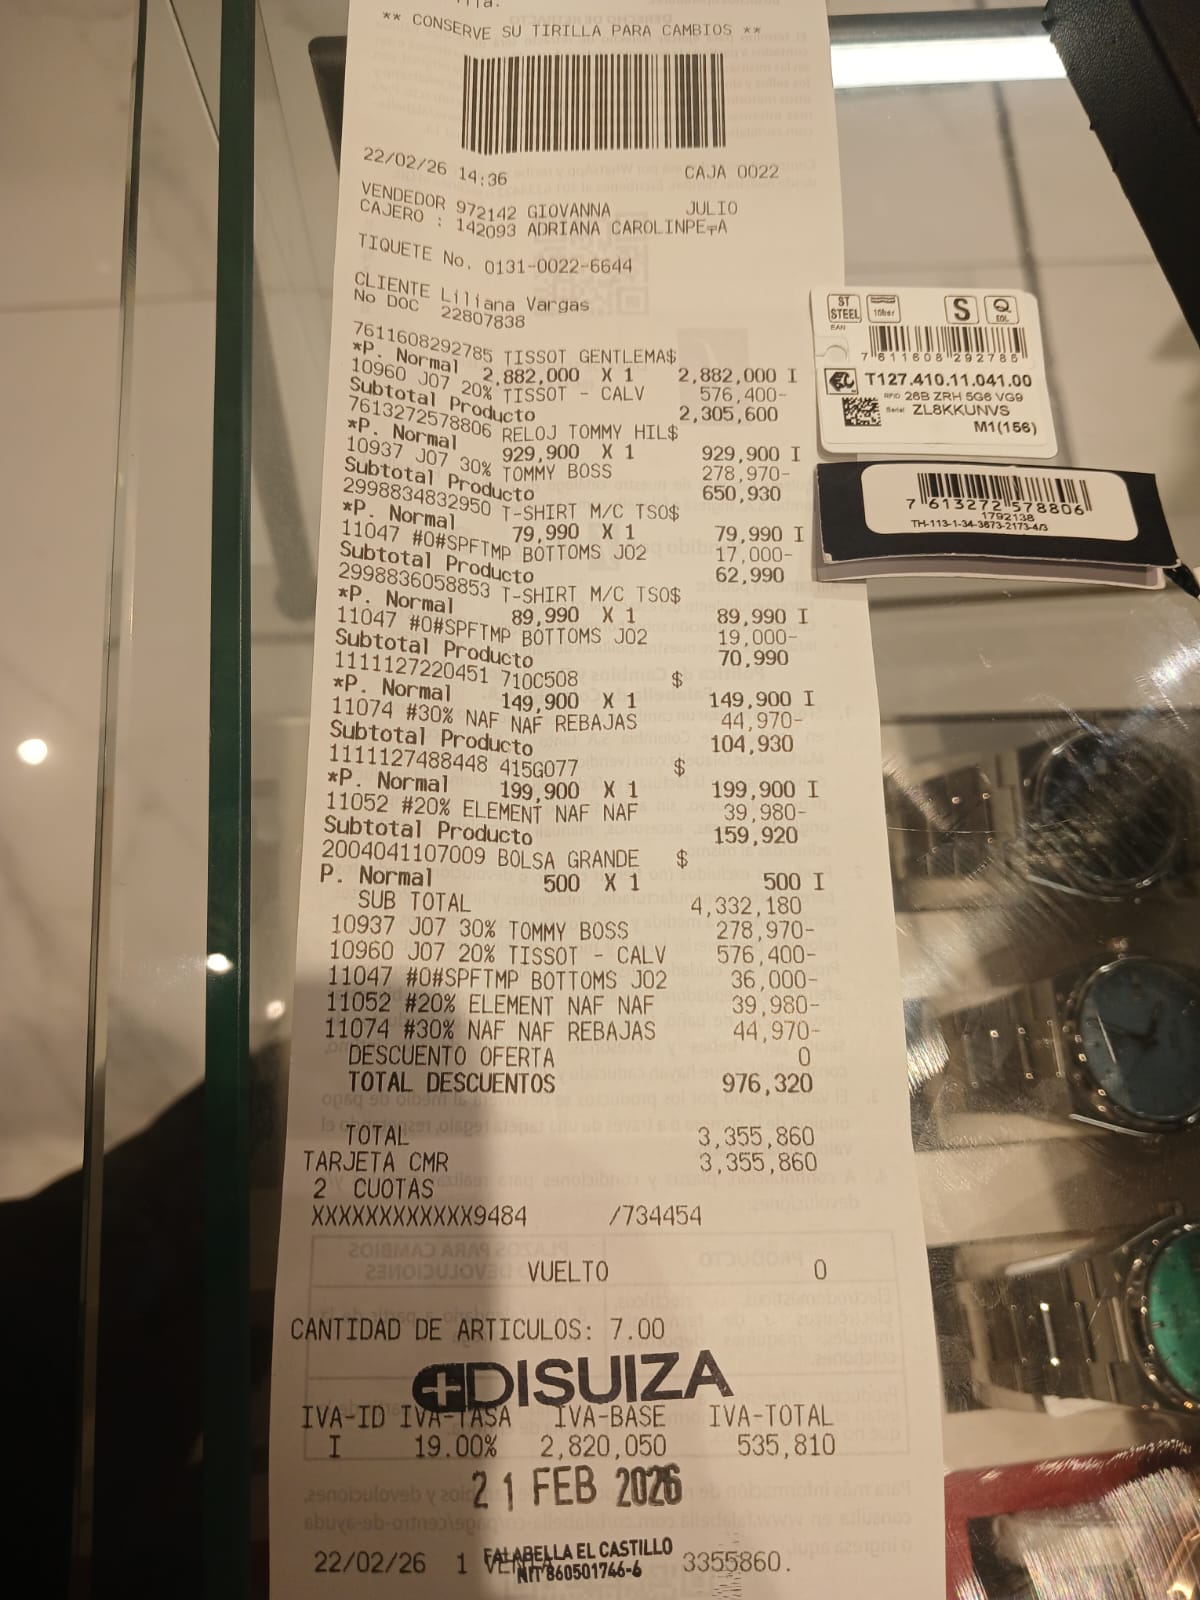 ** CONSERVE SU TIRILLA PARA CAMBIOS **
22/02/26 14:36 CAJA 0022
VENDEDOR 972142 GIOVANNA JULIO
CAJERO : 142093 ADRIANA CAROLINPE╤A
TIQUETE No. 0131-0022-6644
CLIENTE Liliana Vargas
No DOC 22807838
7611608292785 TISSOT GENTLEMA$
*P. Normal 2,882,000 X 1 2,882,000 I
10960 J07 20% TISSOT - CALV 576,400-
Subtotal Producto 2,305,600
7613272578806 RELOJ TOMMY HIL$
*P. Normal 929,900 X 1 929,900 I
10937 J07 30% TOMMY BOSS 278,970-
Subtotal Producto 650,930
2998834832950 T-SHIRT M/C TSO$
*P. Normal 79,990 X 1 79,990 I
11047 #0#SPFTMP BOTTOMS J02 17,000-
Subtotal Producto 62,990
2998836058853 T-SHIRT M/C TSO$
*P. Normal 89,990 X 1 89,990 I
11047 #0#SPFTMP BOTTOMS J02 19,000-
Subtotal Producto 70,990
1111127220451 710C508 $
*P. Normal 149,900 X 1 149,900 I
11074 #30% NAF NAF REBAJAS 44,970-
Subtotal Producto 104,930
1111127488448 415G077 $
*P. Normal 199,900 X 1 199,900 I
11052 #20% ELEMENT NAF NAF 39,980-
Subtotal Producto 159,920
2004041107009 BOLSA GRANDE $
P. Normal 500 X 1 500 I
SUB TOTAL 4,332,180
10937 J07 30% TOMMY BOSS 278,970-
10960 J07 20% TISSOT - CALV 576,400-
11047 #0#SPFTMP BOTTOMS J02 36,000-
11052 #20% ELEMENT NAF NAF 39,980-
11074 #30% NAF NAF REBAJAS 44,970-
DESCUENTO OFERTA 0
TOTAL DESCUENTOS 976,320
TOTAL 3,355,860
TARJETA CMR 3,355,860
2 CUOTAS
XXXXXXXXXXXX9484 /734454
VUELTO 0
CANTIDAD DE ARTICULOS: 7.00
DISUIZA
IVA-ID IVA-TASA IVA-BASE IVA-TOTAL
I 19.00% 2,820,050 535,810
21 FEB 2026
FALABELLA EL CASTILLO
22/02/26 1 VENTA 3355860.
NIT 860501746-6
ST STEEL 10bar S EOL
EAN
7 611608 292785
T127.410.11.041.00
RFID 26B ZRH 5G6 VG9
Serial ZL8KKUNVS
M1(156)
7 613272 578806
1792138
TH-113-1-34-3673-2173-4/3